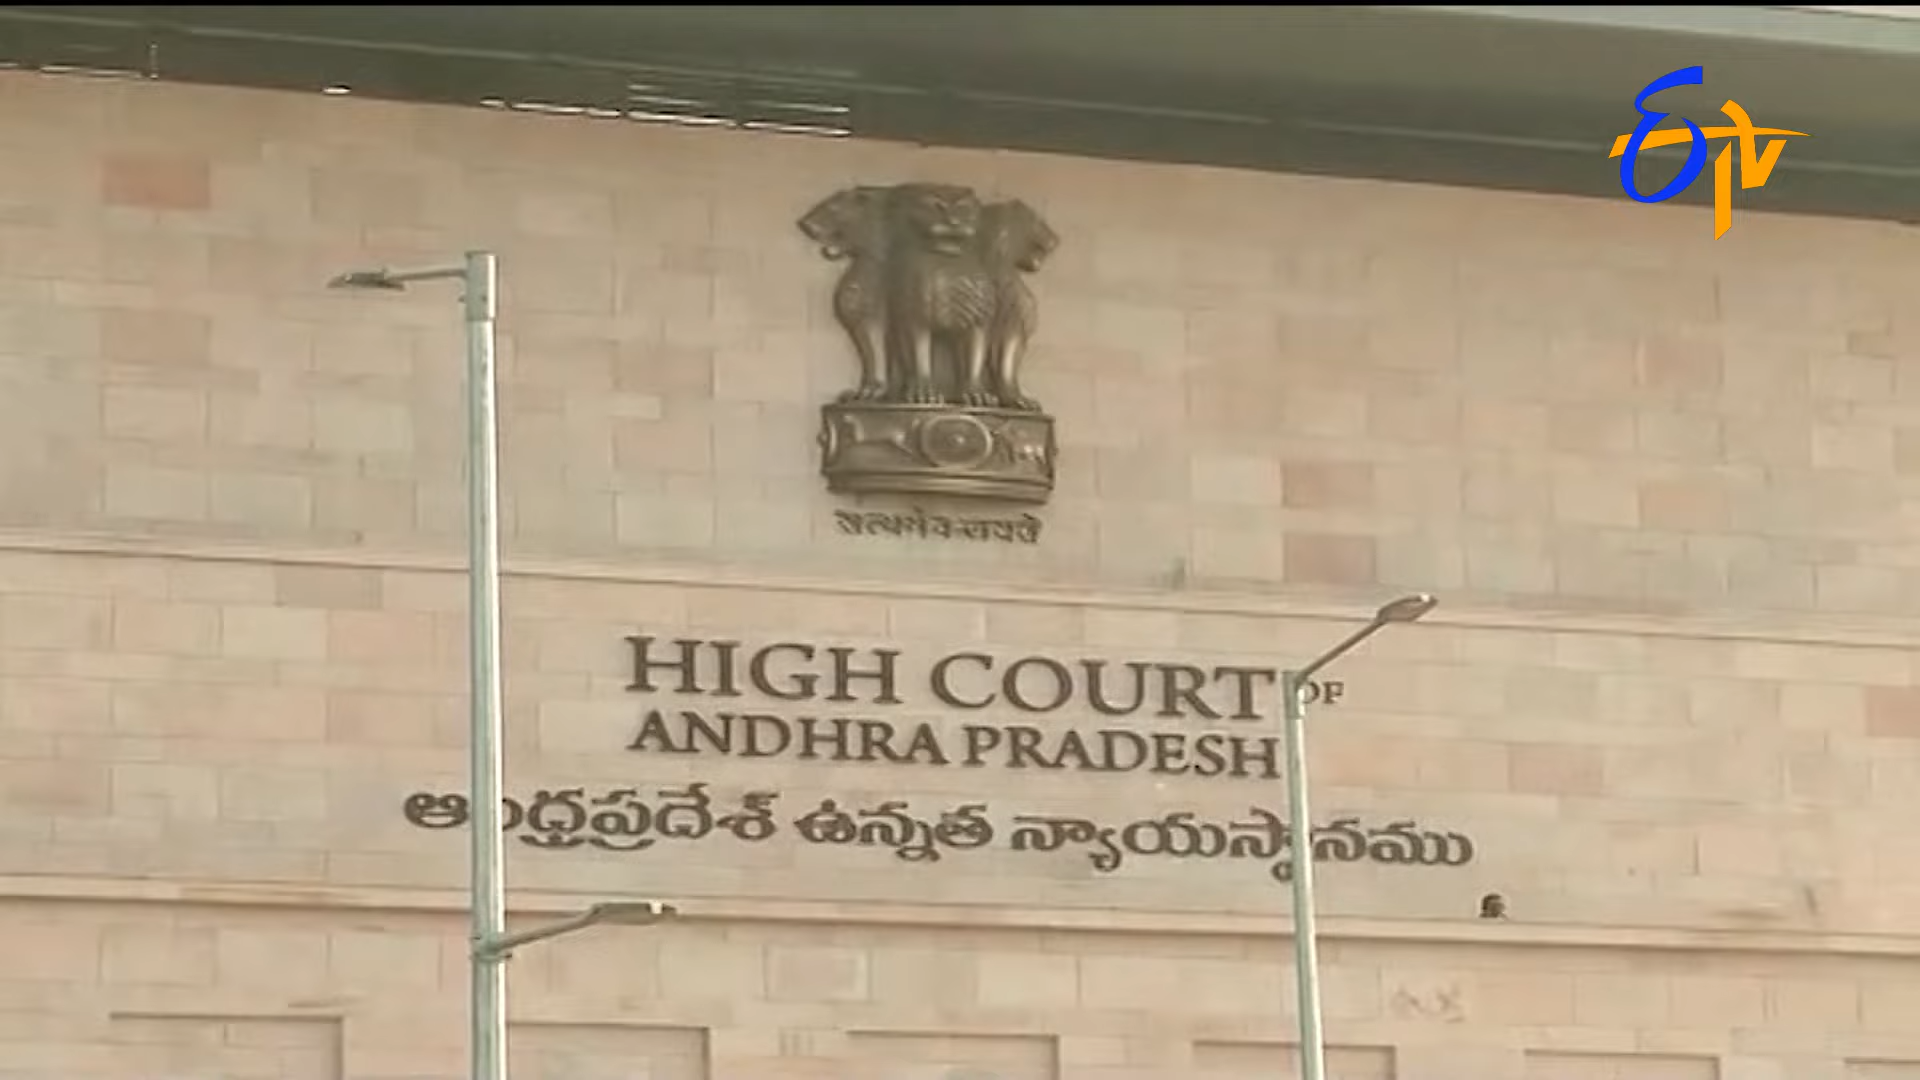 ETV
सत्यमेव जयते
HIGH COURT OF
ANDHRA PRADESH
ఆంధ్రప్రదేశ్ ఉన్నత న్యాయస్థానము